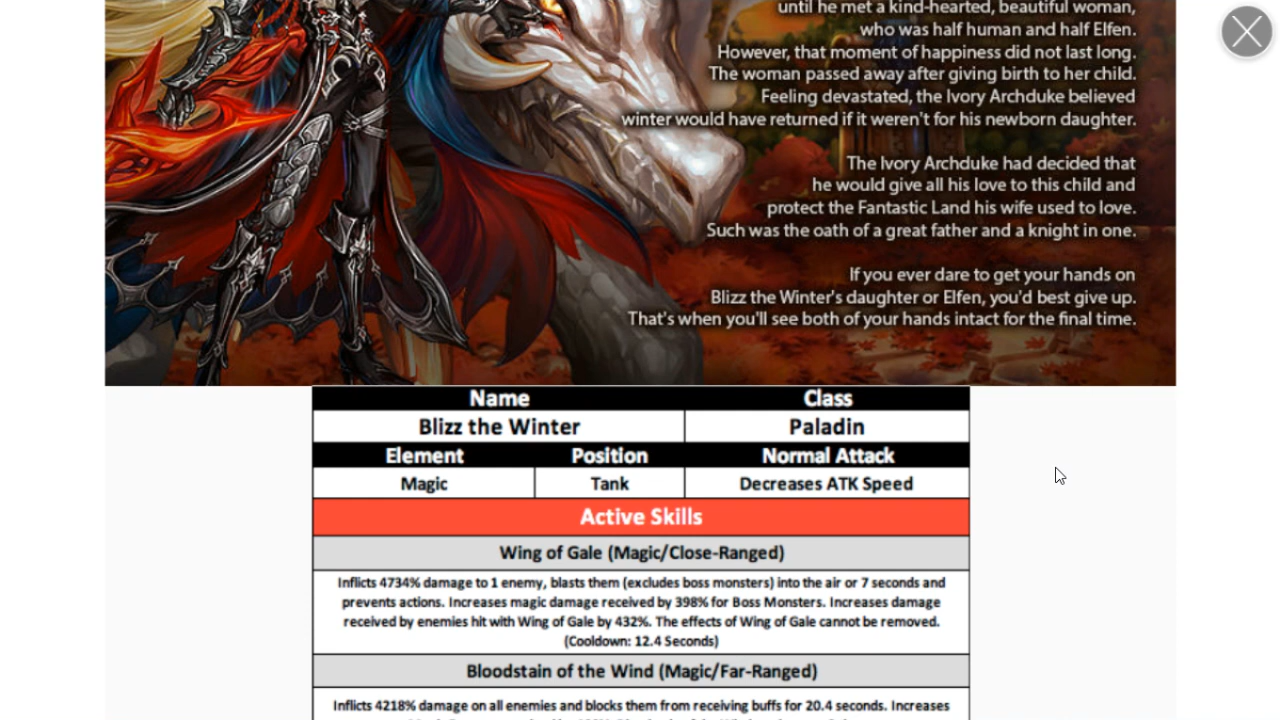 until he met a kind-hearted, beautiful woman,
who was half human and half Elfen.
However, that moment of happiness did not last long.
The woman passed away after giving birth to her child.
Feeling devastated, the Ivory Archduke believed
winter would have returned if it weren't for his newborn daughter.
The Ivory Archduke had decided that
he would give all his love to this child and
protect the Fantastic Land his wife used to love.
Such was the oath of a great father and a knight in one.
If you ever dare to get your hands on
Blizz the Winter's daughter or Elfen, you'd best give up.
That's when you'll see both of your hands intact for the final time.
Name Class
Blizz the Winter Paladin
Element Position Normal Attack
Magic Tank Decreases ATK Speed
Active Skills
Wing of Gale (Magic/Close-Ranged)
Inflicts 4734% damage to 1 enemy, blasts them (excludes boss monsters) into the air or 7 seconds and
prevents actions. Increases magic damage received by 398% for Boss Monsters. Increases damage
received by enemies hit with Wing of Gale by 432%. The effects of Wing of Gale cannot be removed.
(Cooldown: 12.4 Seconds)
Bloodstain of the Wind (Magic/Far-Ranged)
Inflicts 4218% damage on all enemies and blocks them from receiving buffs for 20.4 seconds. Increases